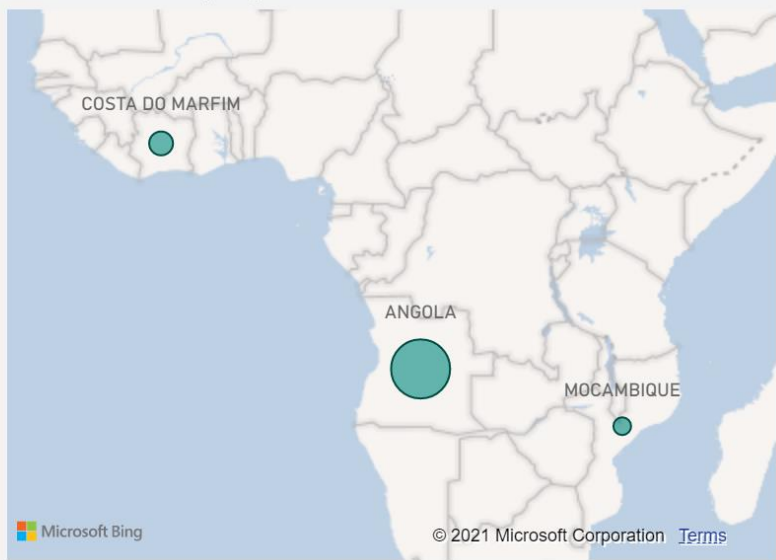 COSTA DO MARFIM
ANGOLA
MOCAMBIQUE
Microsoft Bing
© 2021 Microsoft Corporation Terms